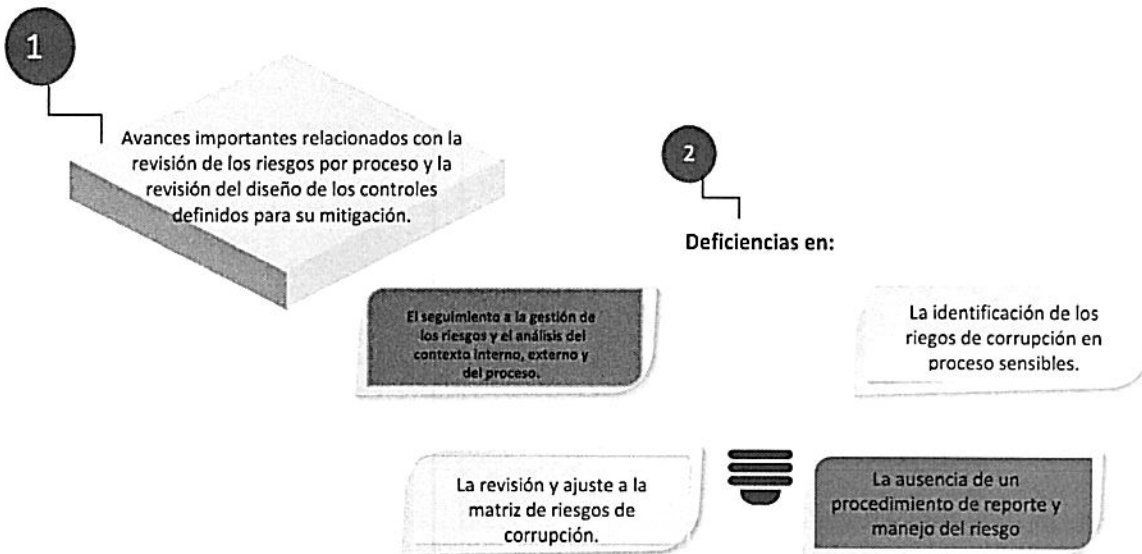 1
Avances importantes relacionados con la
revisión de los riesgos por proceso y la
revisión del diseño de los controles
definidos para su mitigación.
2
Deficiencias en:
El seguimiento a la gestión de
los riesgos y el análisis del
contexto interno, externo y
del proceso.
La identificación de los
riegos de corrupción en
proceso sensibles.
La revisión y ajuste a la
matriz de riesgos de
corrupción.
La ausencia de un
procedimiento de reporte y
manejo del riesgo